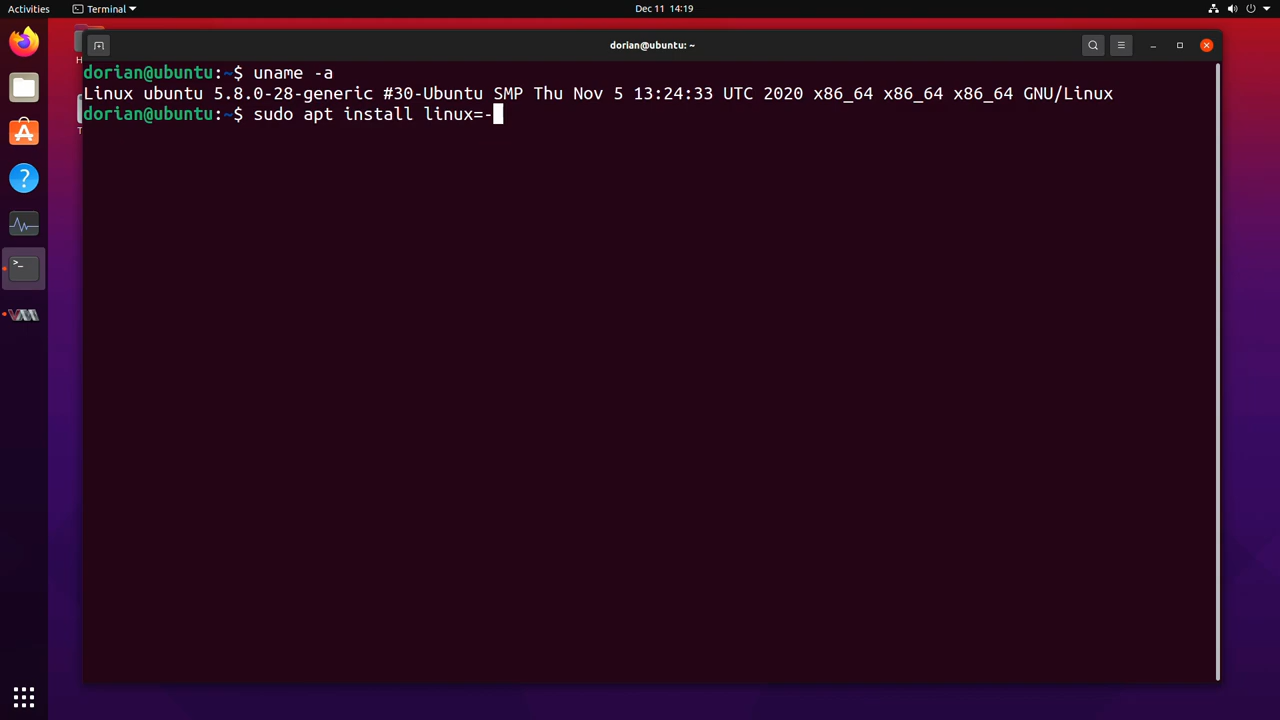 Activities Terminal Dec 11 14:19
dorian@ubuntu: ~
dorian@ubuntu:~$ uname -a
Linux ubuntu 5.8.0-28-generic #30-Ubuntu SMP Thu Nov 5 13:24:33 UTC 2020 x86_64 x86_64 x86_64 GNU/Linux
dorian@ubuntu:~$ sudo apt install linux=-